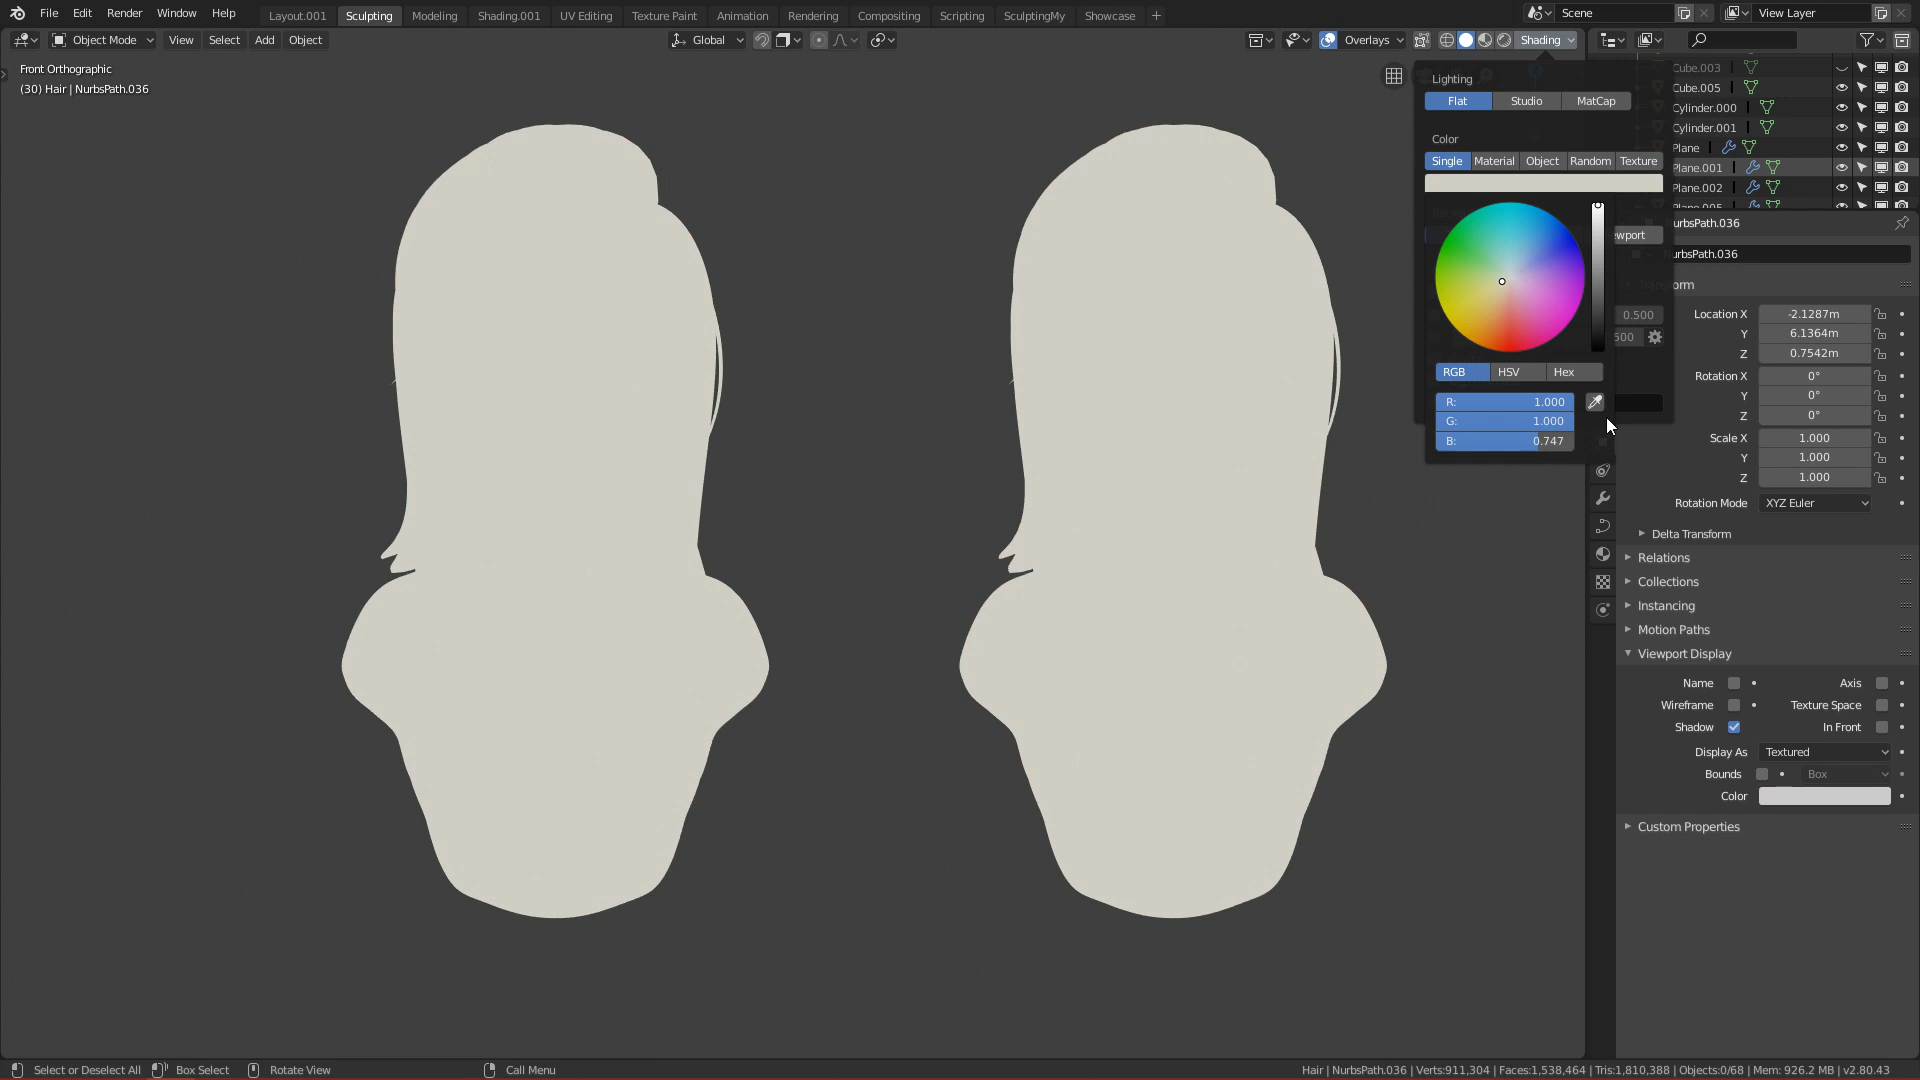 File Edit Render Window Help Layout.001 Sculpting Modeling Shading.001 UV Editing Texture Paint Animation Rendering Compositing Scripting SculptingMy Showcase + Scene View Layer
Object Mode View Select Add Object Global Overlays Shading
Front Orthographic
(30) Hair | NurbsPath.036
Lighting
Flat Studio MatCap
Color
Single Material Object Random Texture
ewport
0.500
500
RGB HSV Hex
R: 1.000
G: 1.000
B: 0.747
Cube.003
Cube.005
Cylinder.000
Cylinder.001
Plane
Plane.001
Plane.002
urbsPath.036
urbsPath.036
Transform
Location X -2.1287m
Y 6.1364m
Z 0.7542m
Rotation X 0°
Y 0°
Z 0°
Scale X 1.000
Y 1.000
Z 1.000
Rotation Mode XYZ Euler
Delta Transform
Relations
Collections
Instancing
Motion Paths
Viewport Display
Name Axis
Wireframe Texture Space
Shadow In Front
Display As Textured
Bounds Box
Color
Custom Properties
Select or Deselect All Box Select Rotate View Call Menu Hair | NurbsPath.036 | Verts:911,304 | Faces:1,538,464 | Tris:1,810,388 | Objects:0/68 | Mem: 926.2 MB | v2.80.43